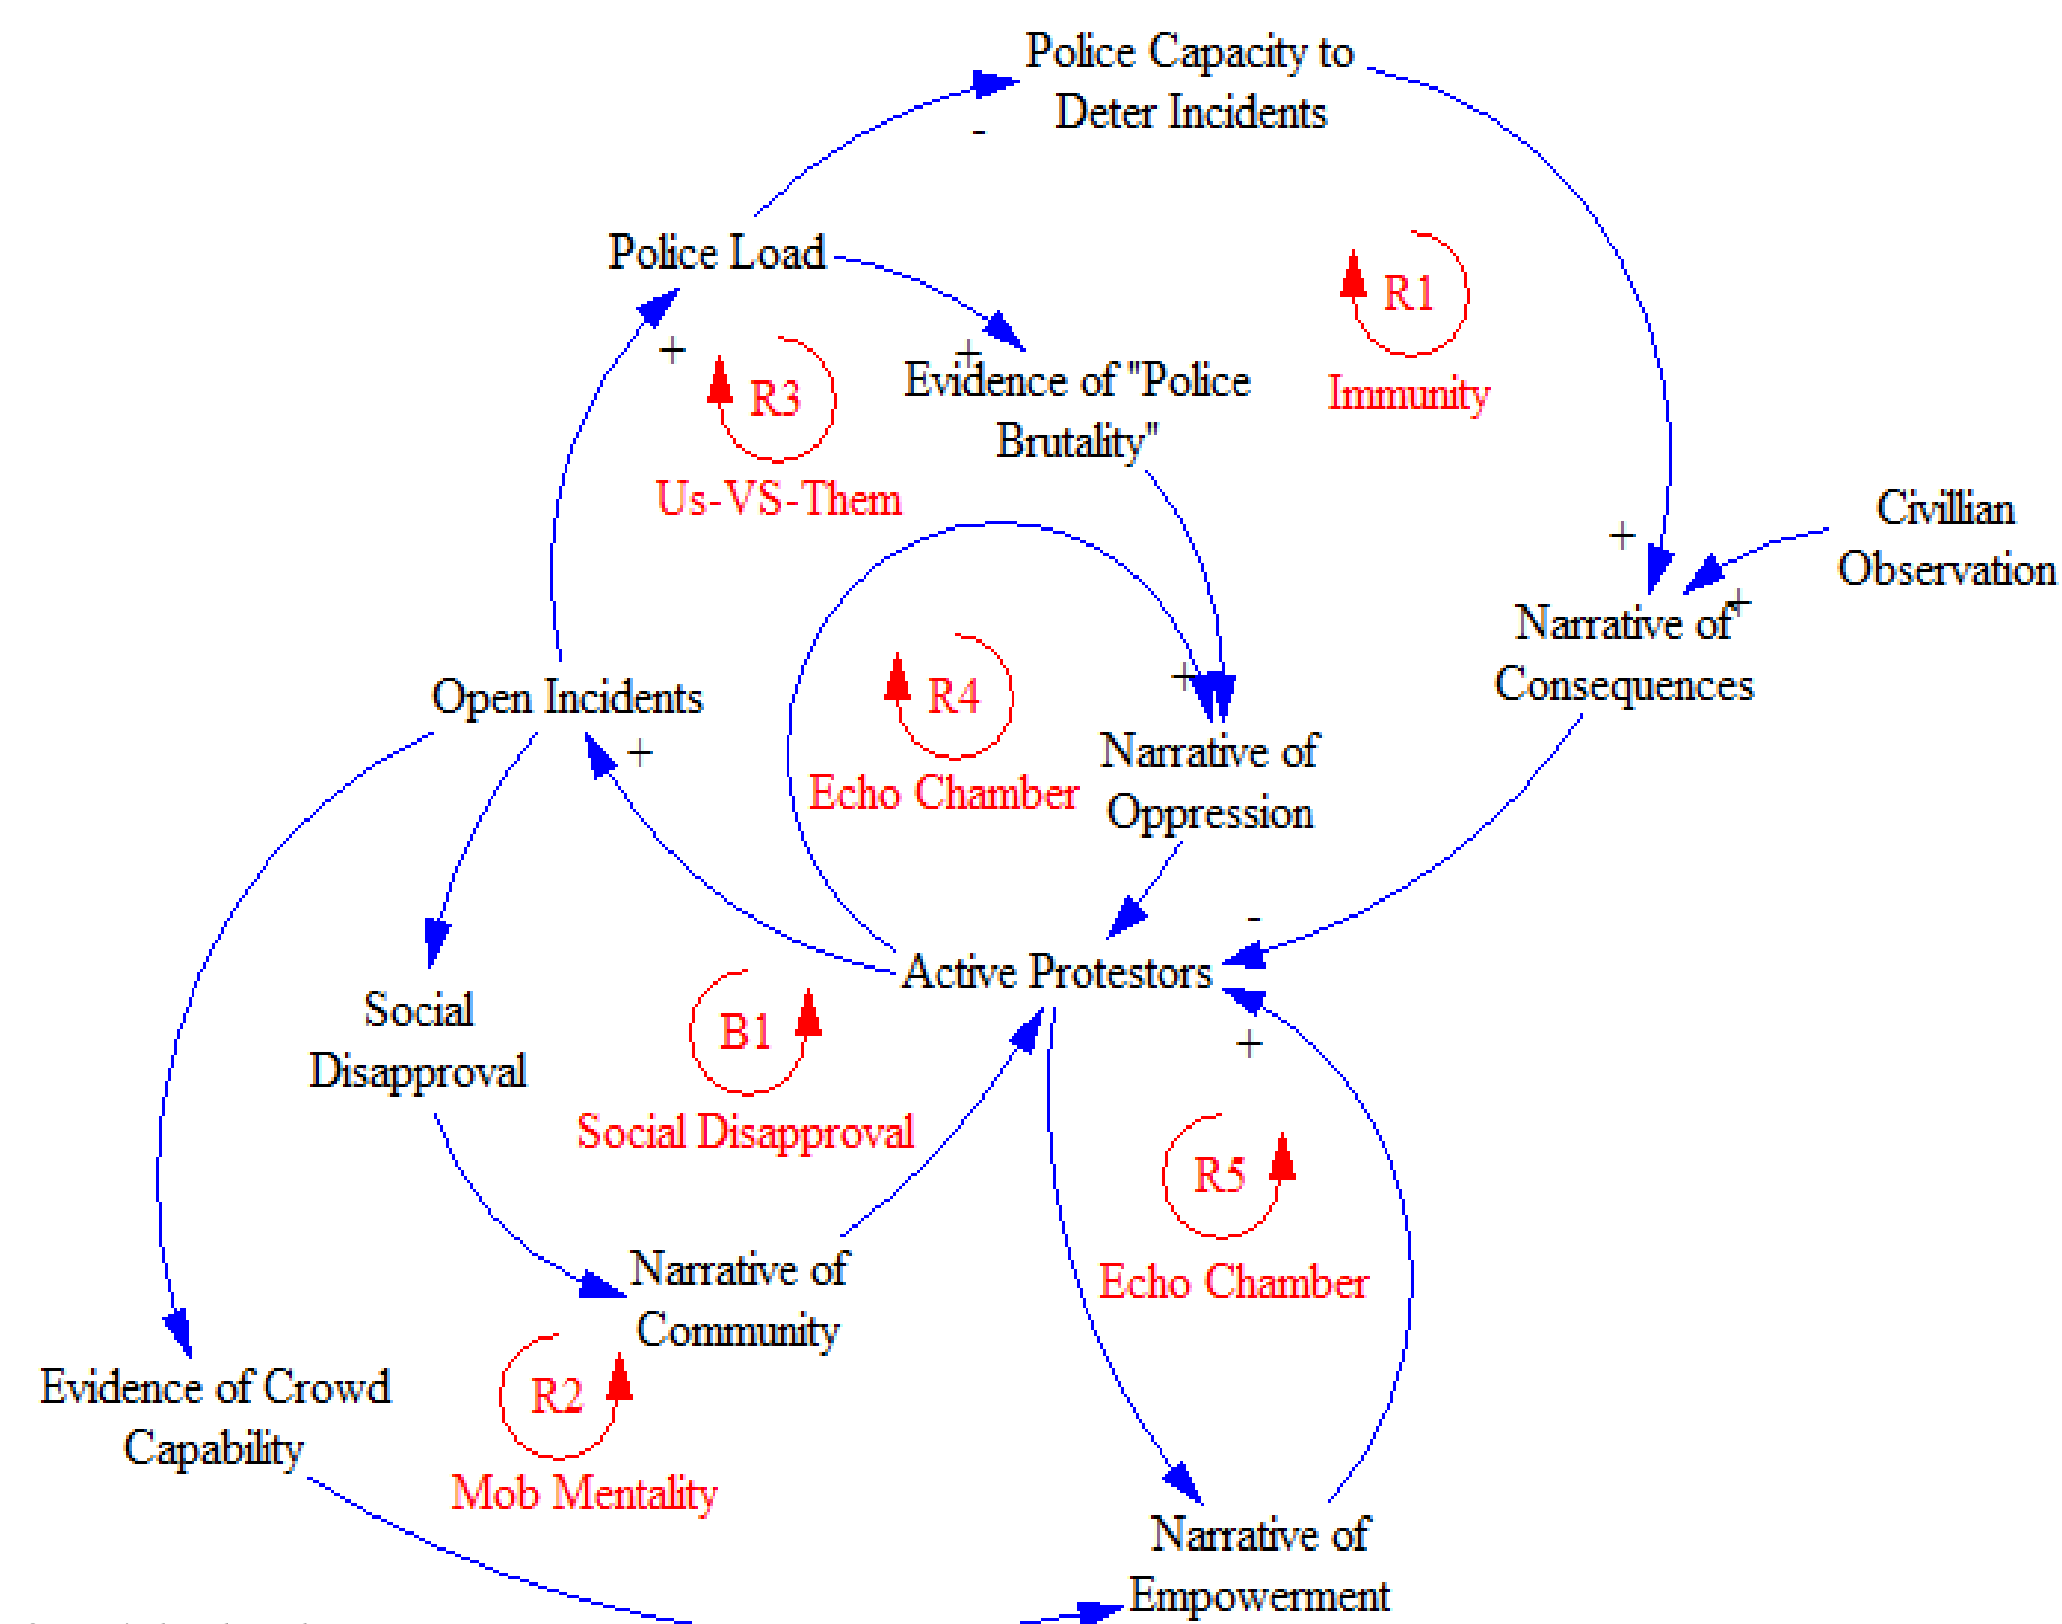 Police Capacity to
Deter Incidents
-
Police Load
+
+
R1
Immunity
Evidence of "Police
Brutality"
R3
Us-VS-Them
Civillian
Observation
+
+
Narrative of
Consequences
R4
Echo Chamber
+
Narrative of
Oppression
Open Incidents
+
-
Active Protestors
+
Social
Disapproval
B1
Social Disapproval
R5
Echo Chamber
Narrative of
Community
Evidence of Crowd
Capability
R2
Mob Mentality
Narrative of
Empowerment